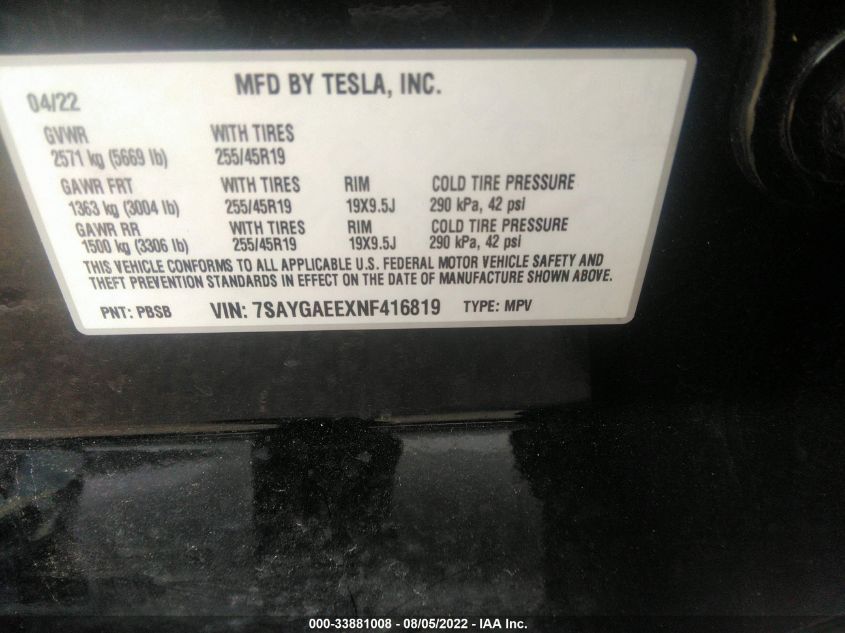 MFD BY TESLA, INC.
04/22
GVWR WITH TIRES
2571 kg (5669 lb) 255/45R19
GAWR FRT WITH TIRES RIM COLD TIRE PRESSURE
1363 kg (3004 lb) 255/45R19 19X9.5J 290 kPa, 42 psi
GAWR RR WITH TIRES RIM COLD TIRE PRESSURE
1500 kg (3306 lb) 255/45R19 19X9.5J 290 kPa, 42 psi
THIS VEHICLE CONFORMS TO ALL APPLICABLE U.S. FEDERAL MOTOR VEHICLE SAFETY AND
THEFT PREVENTION STANDARDS IN EFFECT ON THE DATE OF MANUFACTURE SHOWN ABOVE.
PNT: PBSB VIN: 7SAYGAEEXNF416819 TYPE: MPV
000-33881008 - 08/05/2022 - IAA Inc.